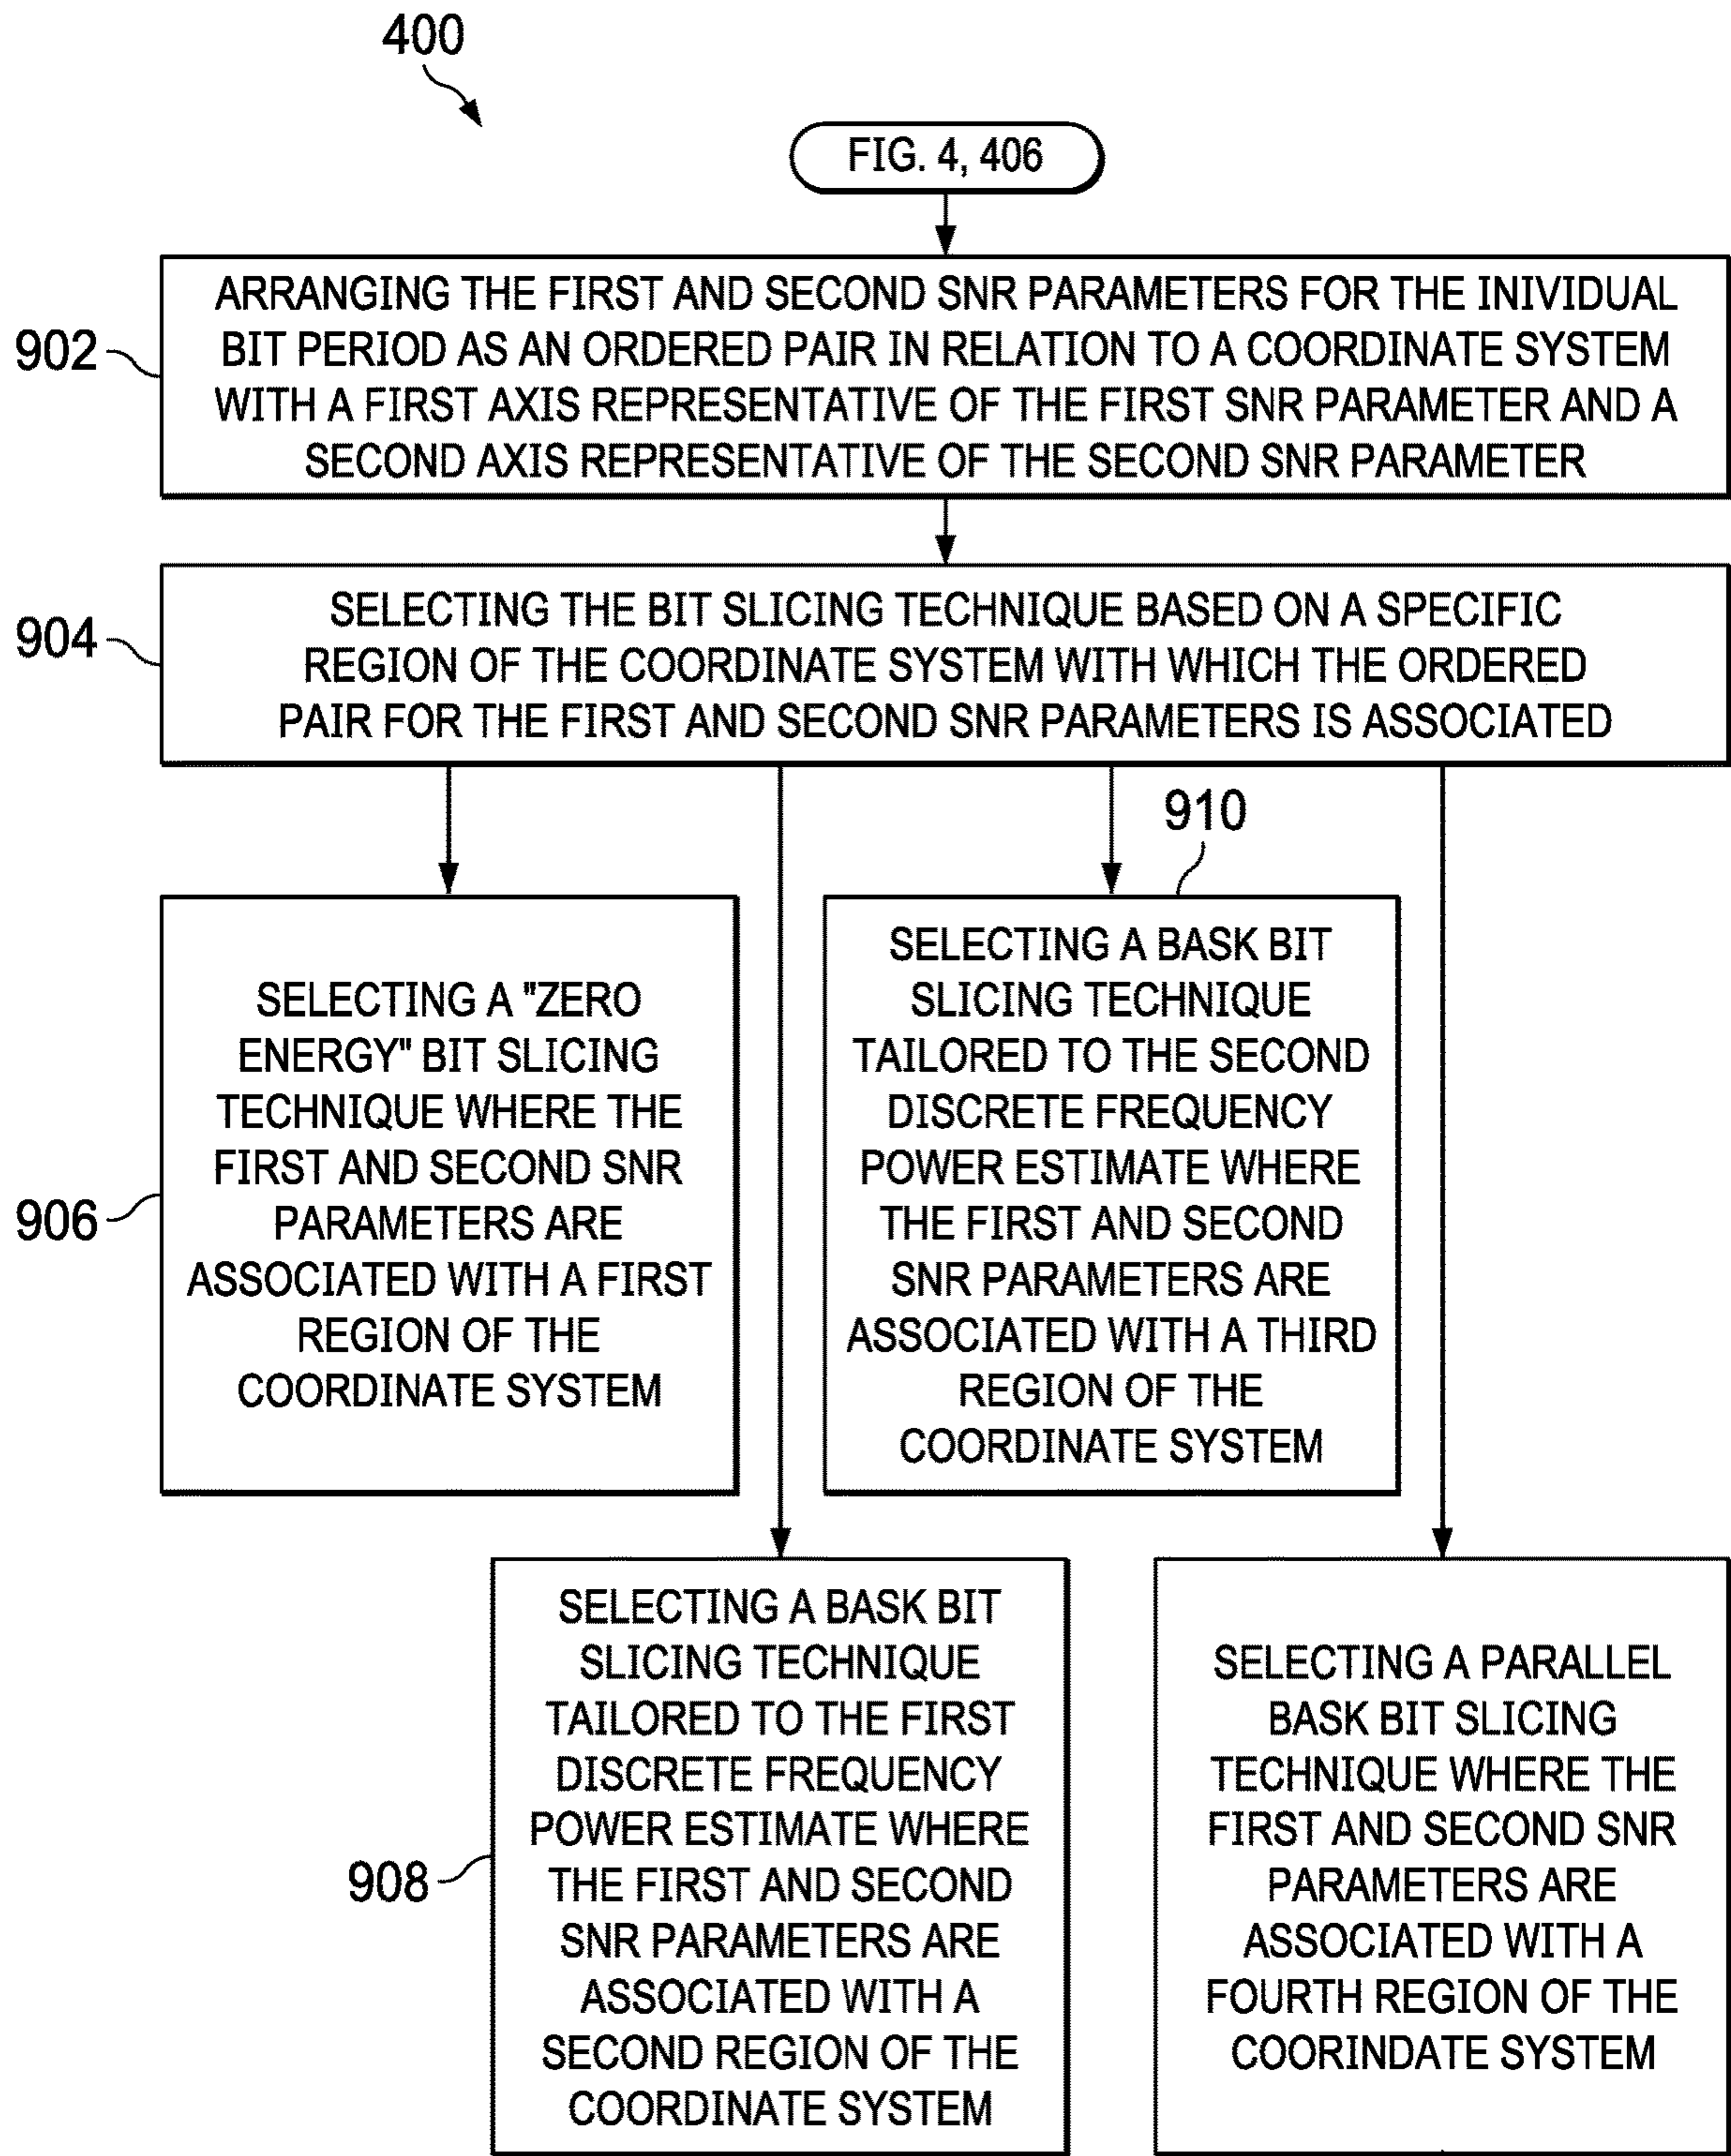 400
FIG. 4, 406
902
ARRANGING THE FIRST AND SECOND SNR PARAMETERS FOR THE INIVIDUAL
BIT PERIOD AS AN ORDERED PAIR IN RELATION TO A COORDINATE SYSTEM
WITH A FIRST AXIS REPRESENTATIVE OF THE FIRST SNR PARAMETER AND A
SECOND AXIS REPRESENTATIVE OF THE SECOND SNR PARAMETER
904
SELECTING THE BIT SLICING TECHNIQUE BASED ON A SPECIFIC
REGION OF THE COORDINATE SYSTEM WITH WHICH THE ORDERED
PAIR FOR THE FIRST AND SECOND SNR PARAMETERS IS ASSOCIATED
906
SELECTING A "ZERO
ENERGY" BIT SLICING
TECHNIQUE WHERE THE
FIRST AND SECOND SNR
PARAMETERS ARE
ASSOCIATED WITH A FIRST
REGION OF THE
COORDINATE SYSTEM
910
SELECTING A BASK BIT
SLICING TECHNIQUE
TAILORED TO THE SECOND
DISCRETE FREQUENCY
POWER ESTIMATE WHERE
THE FIRST AND SECOND
SNR PARAMETERS ARE
ASSOCIATED WITH A THIRD
REGION OF THE
COORDINATE SYSTEM
908
SELECTING A BASK BIT
SLICING TECHNIQUE
TAILORED TO THE FIRST
DISCRETE FREQUENCY
POWER ESTIMATE WHERE
THE FIRST AND SECOND
SNR PARAMETERS ARE
ASSOCIATED WITH A
SECOND REGION OF THE
COORDINATE SYSTEM
SELECTING A PARALLEL
BASK BIT SLICING
TECHNIQUE WHERE THE
FIRST AND SECOND SNR
PARAMETERS ARE
ASSOCIATED WITH A
FOURTH REGION OF THE
COORINDATE SYSTEM